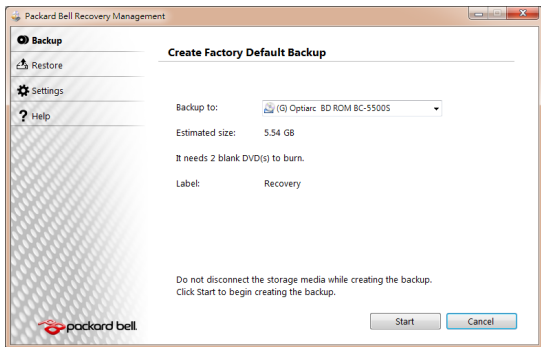 Packard Bell Recovery Management
Backup
Restore
Settings
Help
Create Factory Default Backup
Backup to: (G) Optiarc BD ROM BC-5500S
Estimated size: 5.54 GB
It needs 2 blank DVD(s) to burn.
Label: Recovery
Do not disconnect the storage media while creating the backup.
Click Start to begin creating the backup.
packard bell.
Start Cancel